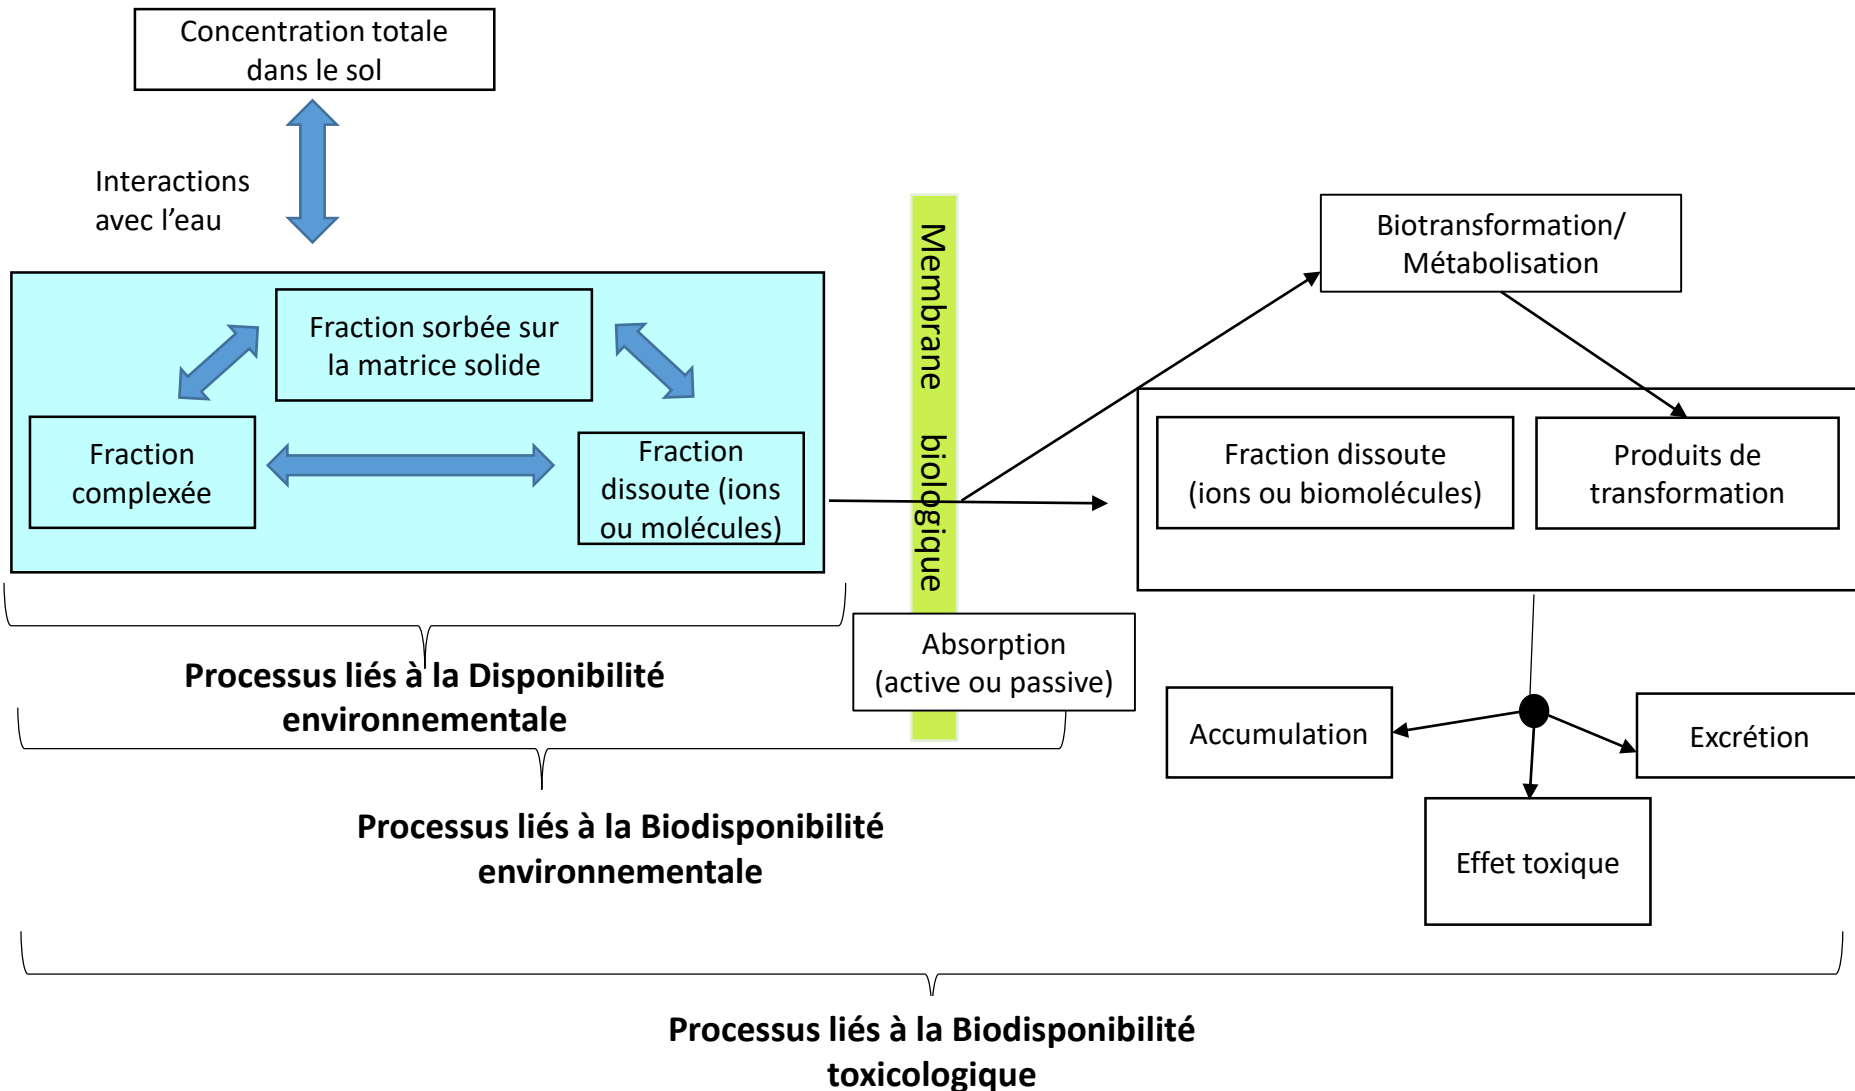 Concentration totale
dans le sol
Interactions
avec l’eau
Fraction sorbée sur
la matrice solide
Fraction
complexée
Fraction
dissoute (ions
ou molécules)
Membrane biologique
Absorption
(active ou passive)
Biotransformation/
Métabolisation
Fraction dissoute
(ions ou biomolécules)
Produits de
transformation
Accumulation
Excrétion
Effet toxique
Processus liés à la Disponibilité
environnementale
Processus liés à la Biodisponibilité
environnementale
Processus liés à la Biodisponibilité
toxicologique